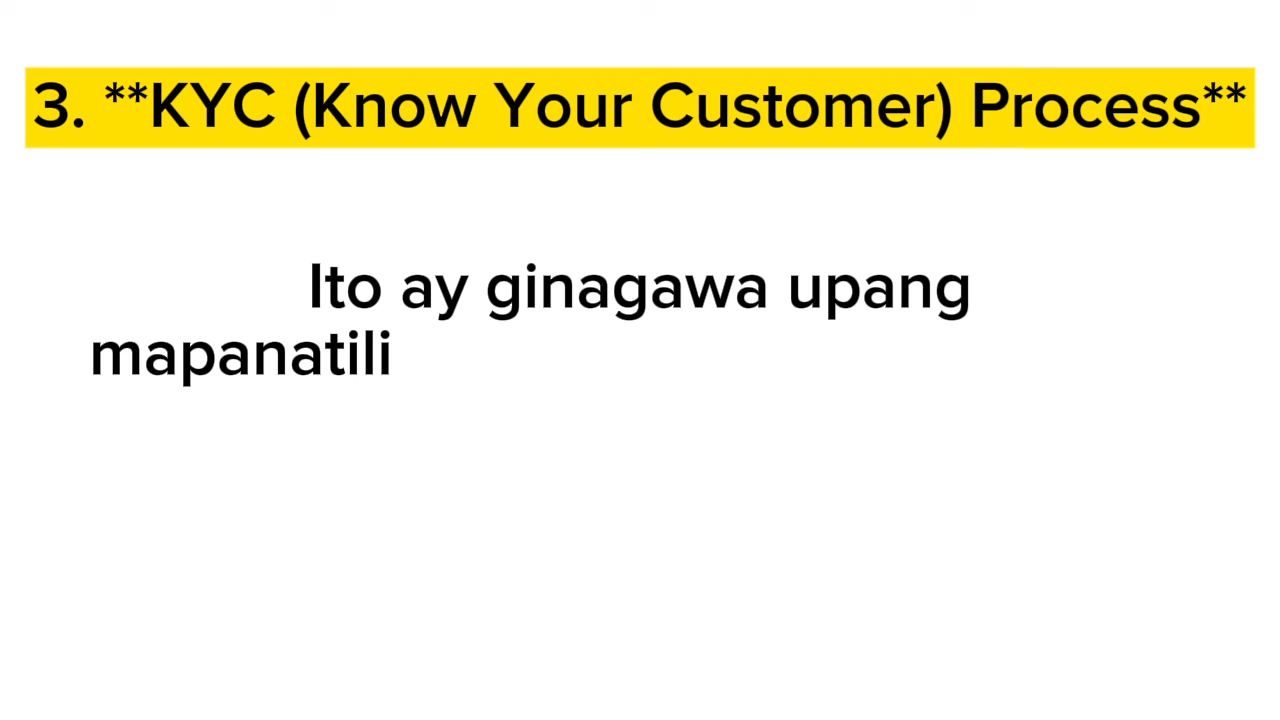 3. **KYC (Know Your Customer) Process**
Ito ay ginagawa upang
mapanatili